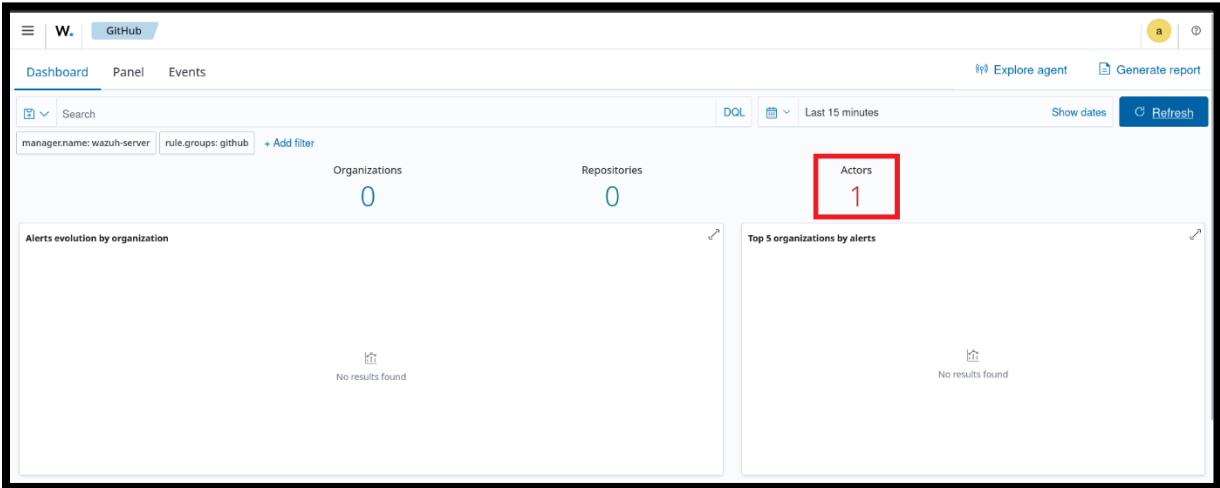 W. GitHub a
Dashboard Panel Events Explore agent Generate report
Search DQL Last 15 minutes Show dates Refresh
manager.name: wazuh-server rule.groups: github + Add filter
Organizations Repositories Actors
0 0 1
Alerts evolution by organization Top 5 organizations by alerts
No results found No results found